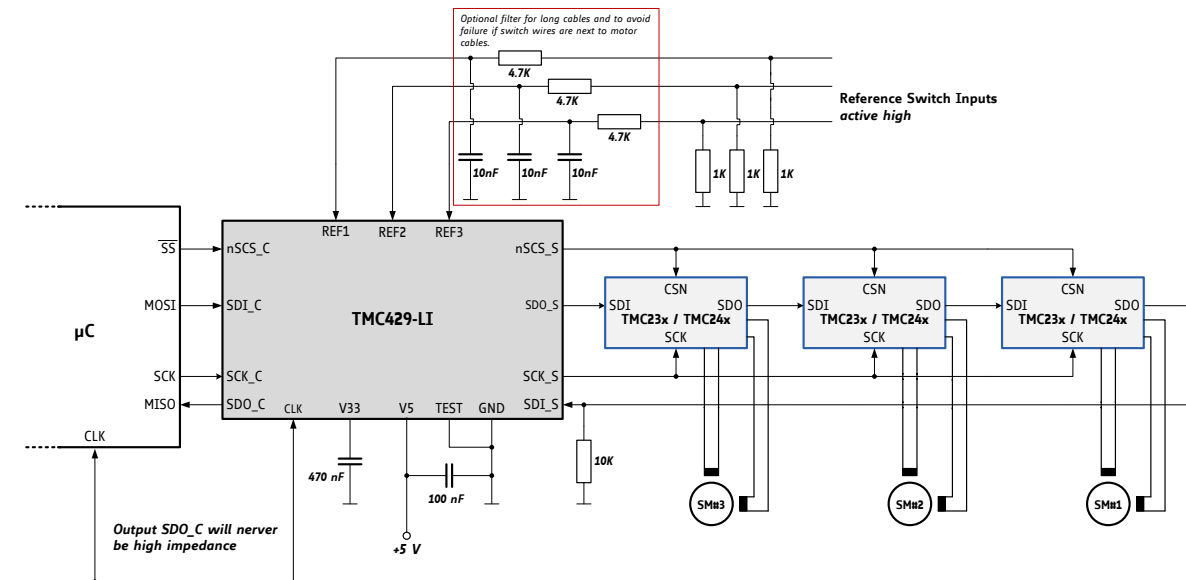 Optional filter for long cables and to avoid
failure if switch wires are next to motor
cables.
4.7K
4.7K
4.7K
Reference Switch Inputs
active high
10nF
10nF
10nF
1K
1K
1K
REF1
REF2
REF3
SS
nSCS_C
nSCS_S
CSN
CSN
CSN
MOSI
SDI_C
TMC429-LI
SDO_S
SDI
SDO
SDI
SDO
SDI
SDO
TMC23x / TMC24x
TMC23x / TMC24x
TMC23x / TMC24x
µC
SCK
SCK
SCK
SCK
SCK_C
SCK_S
MISO
SDO_C
CLK
V33
V5
TEST
GND
SDI_S
CLK
470 nF
100 nF
10K
SM#3
SM#2
SM#1
Output SDO_C will nerver
be high impedance
+5 V